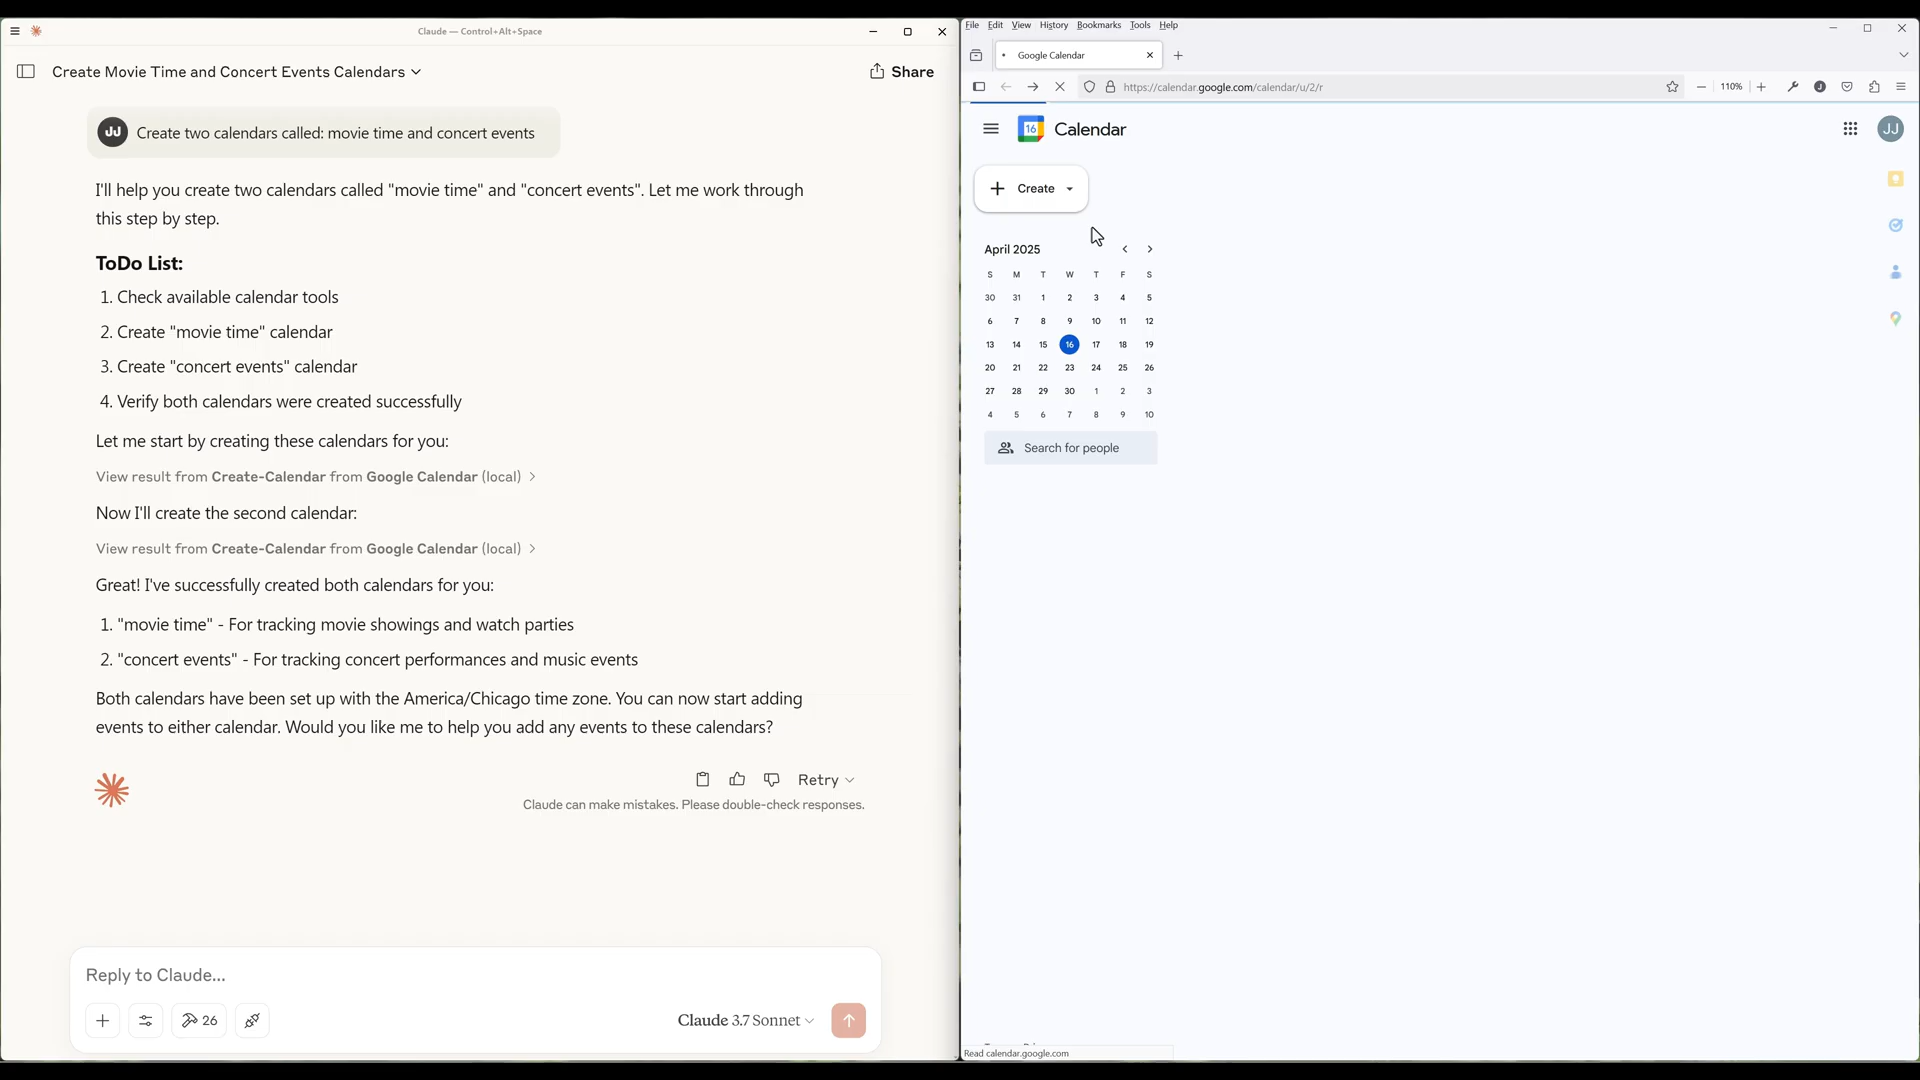 Claude — Control+Alt+Space
Create Movie Time and Concert Events Calendars
Share
JJ
Create two calendars called: movie time and concert events
I'll help you create two calendars called "movie time" and "concert events". Let me work through
this step by step.
ToDo List:
1. Check available calendar tools
2. Create "movie time" calendar
3. Create "concert events" calendar
4. Verify both calendars were created successfully
Let me start by creating these calendars for you:
View result from Create-Calendar from Google Calendar (local)
Now I'll create the second calendar:
View result from Create-Calendar from Google Calendar (local)
Great! I've successfully created both calendars for you:
1. "movie time" - For tracking movie showings and watch parties
2. "concert events" - For tracking concert performances and music events
Both calendars have been set up with the America/Chicago time zone. You can now start adding
events to either calendar. Would you like me to help you add any events to these calendars?
Retry
Claude can make mistakes. Please double-check responses.
Reply to Claude...
26
Claude 3.7 Sonnet
File Edit View History Bookmarks Tools Help
Google Calendar
https://calendar.google.com/calendar/u/2/r
110%
J
16 Calendar
JJ
Create
April 2025
S M T W T F S
30 31 1 2 3 4 5
6 7 8 9 10 11 12
13 14 15 16 17 18 19
20 21 22 23 24 25 26
27 28 29 30 1 2 3
4 5 6 7 8 9 10
Search for people
Read calendar.google.com